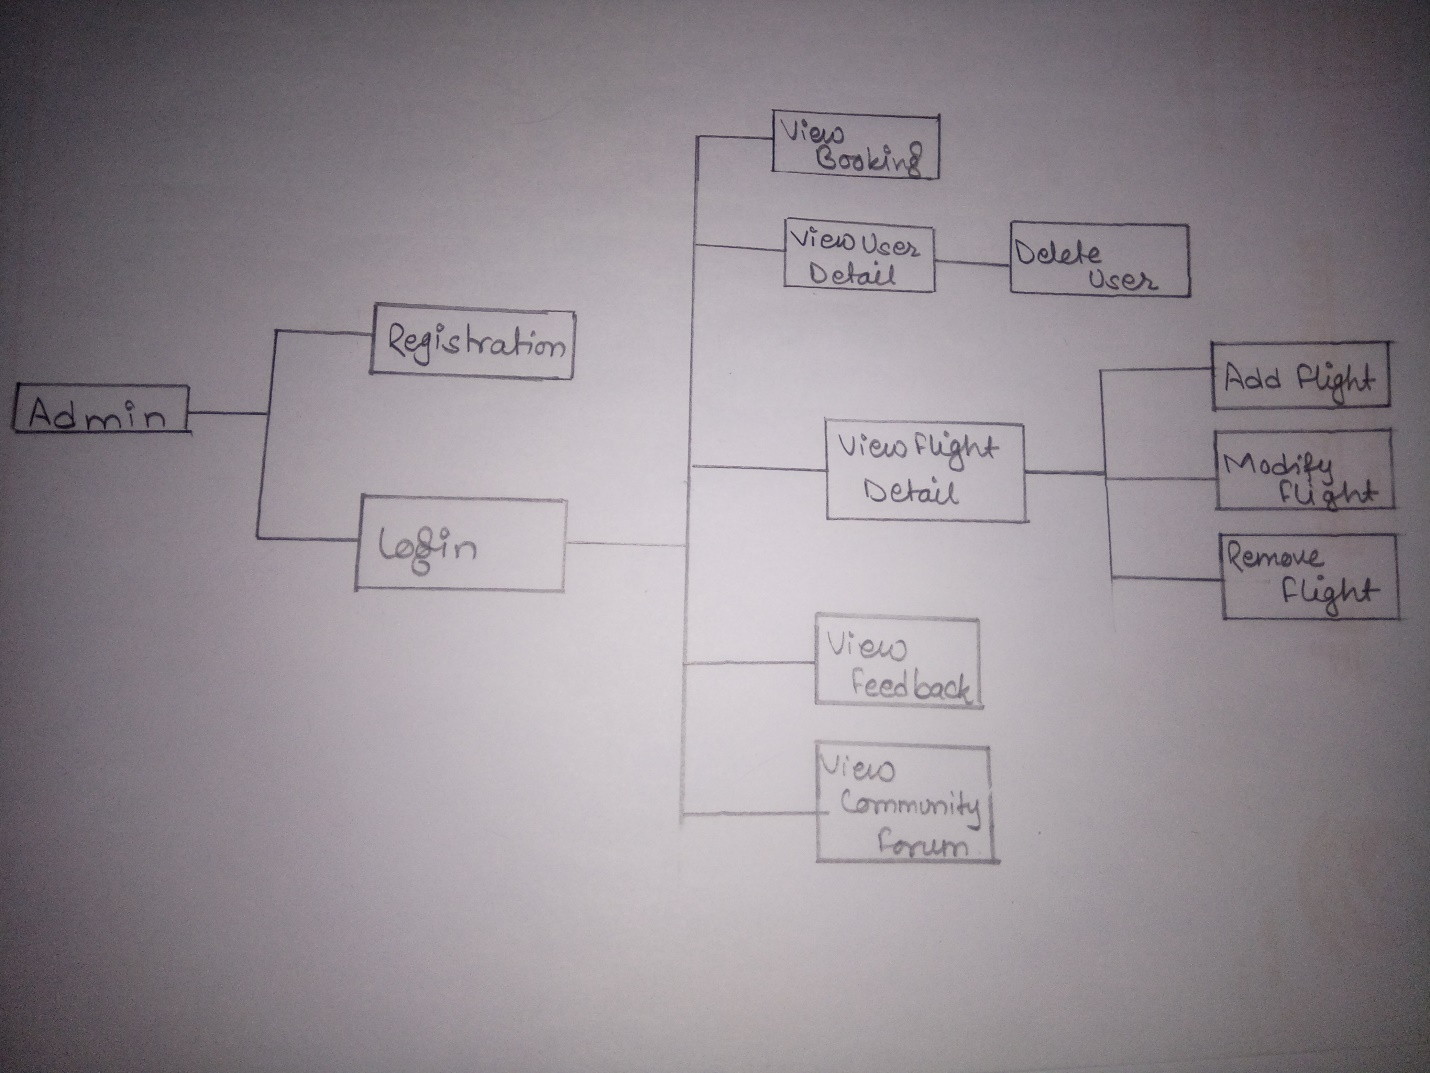 View
Booking
View User
Detail
Delete
User
Registration
Admin
Add flight
View flight
Detail
Modify
flight
Login
Remove
flight
View
feedback
View
Community
forum